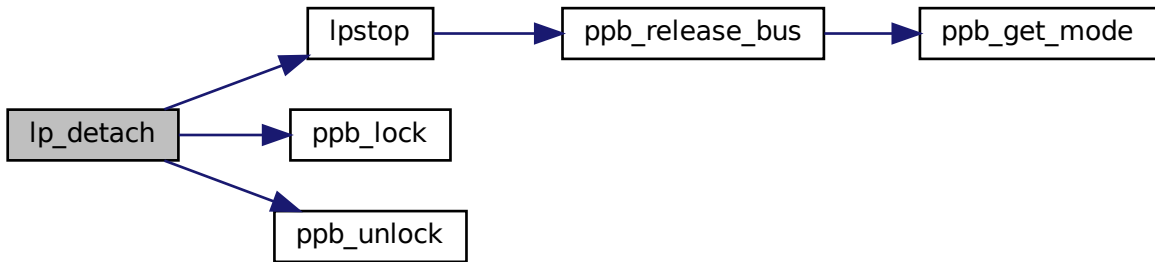 lpstop
ppb_release_bus
ppb_get_mode
lp_detach
ppb_lock
ppb_unlock